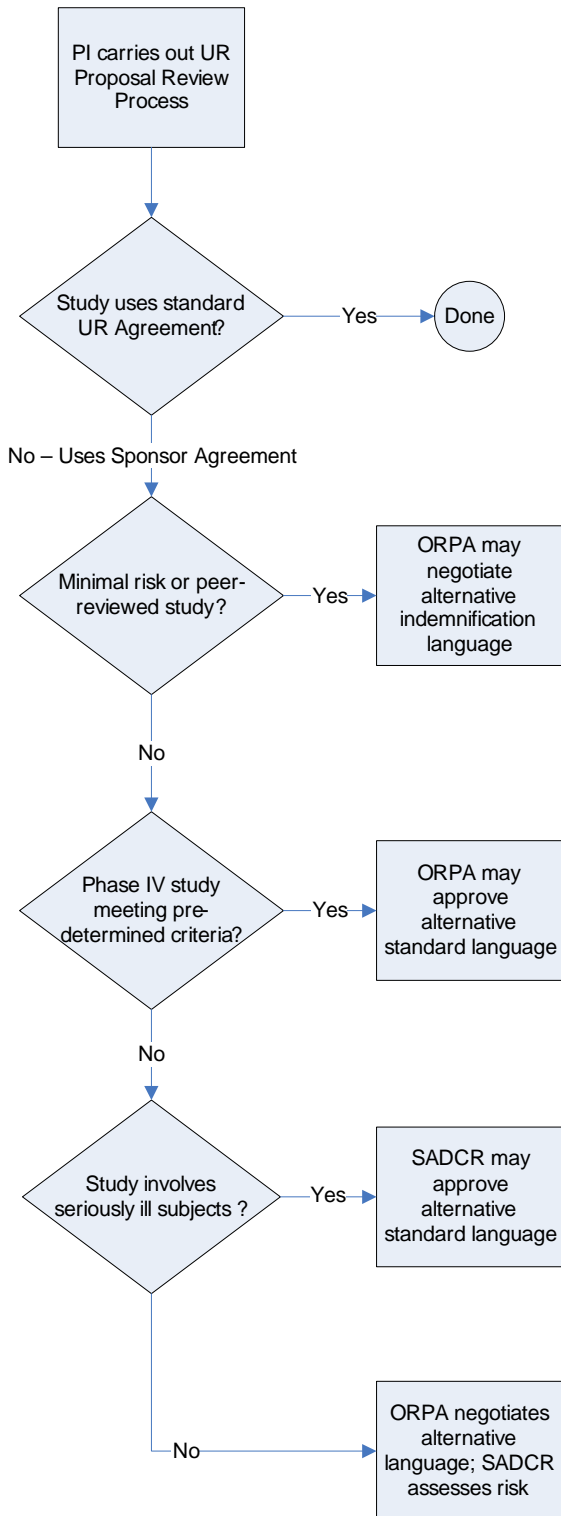 PI carries out UR
Proposal Review
Process
Study uses standard
UR Agreement?
Yes
Done
No – Uses Sponsor Agreement
Minimal risk or peer-
reviewed study?
Yes
ORPA may
negotiate
alternative
indemnification
language
No
Phase IV study
meeting pre-
determined criteria?
Yes
ORPA may
approve
alternative
standard language
No
Study involves
seriously ill subjects ?
Yes
SADCR may
approve
alternative
standard language
No
ORPA negotiates
alternative
language; SADCR
assesses risk